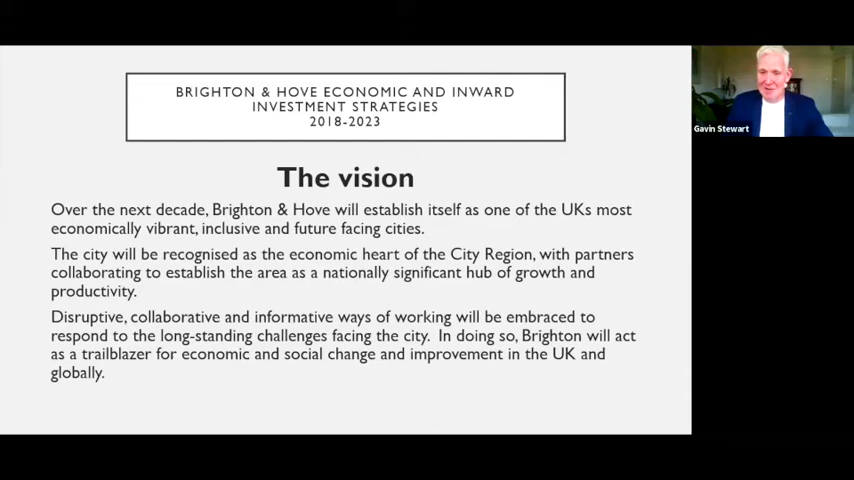 BRIGHTON & HOVE ECONOMIC AND INWARD
INVESTMENT STRATEGIES
2018-2023
The vision
Over the next decade, Brighton & Hove will establish itself as one of the UKs most
economically vibrant, inclusive and future facing cities.
The city will be recognised as the economic heart of the City Region, with partners
collaborating to establish the area as a nationally significant hub of growth and
productivity.
Disruptive, collaborative and informative ways of working will be embraced to
respond to the long-standing challenges facing the city.  In doing so, Brighton will act
as a trailblazer for economic and social change and improvement in the UK and
globally.
Gavin Stewart